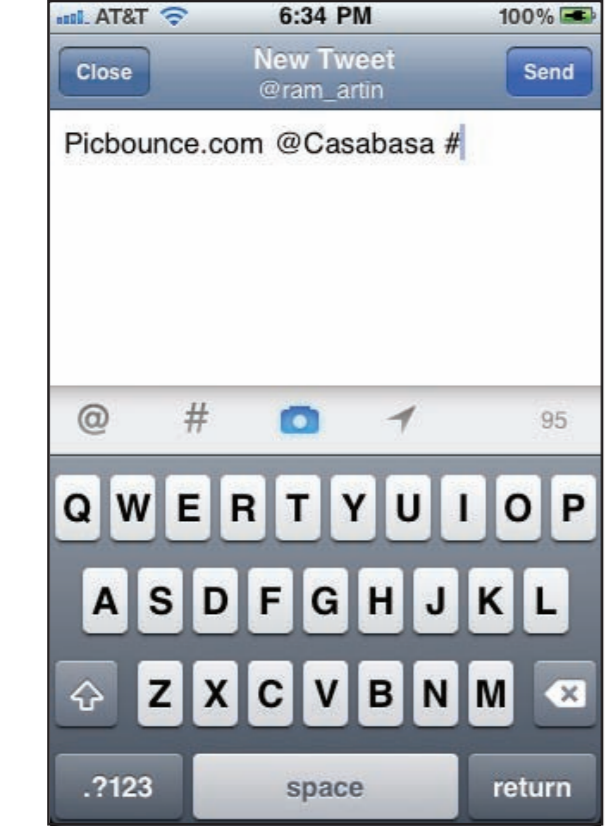 AT&T 6:34 PM 100%
Close New Tweet Send
@ram_artin
Picbounce.com @Casabasa #
@ # 95
Q W E R T Y U I O P
A S D F G H J K L
Z X C V B N M
.?123 space return